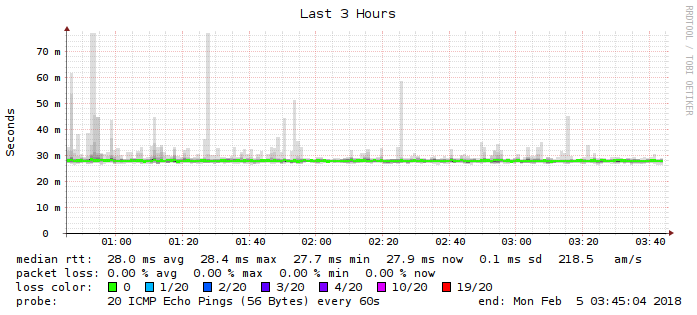 Last 3 Hours
RRDTOOL / TOBI OETIKER
Seconds
70 m
60 m
50 m
40 m
30 m
20 m
10 m
0
01:00 01:20 01:40 02:00 02:20 02:40 03:00 03:20 03:40
median rtt: 28.0 ms avg 28.4 ms max 27.7 ms min 27.9 ms now 0.1 ms sd 218.5 am/s
packet loss: 0.00 % avg 0.00 % max 0.00 % min 0.00 % now
loss color: 0 1/20 2/20 3/20 4/20 10/20 19/20
probe: 20 ICMP Echo Pings (56 Bytes) every 60s end: Mon Feb 5 03:45:04 2018